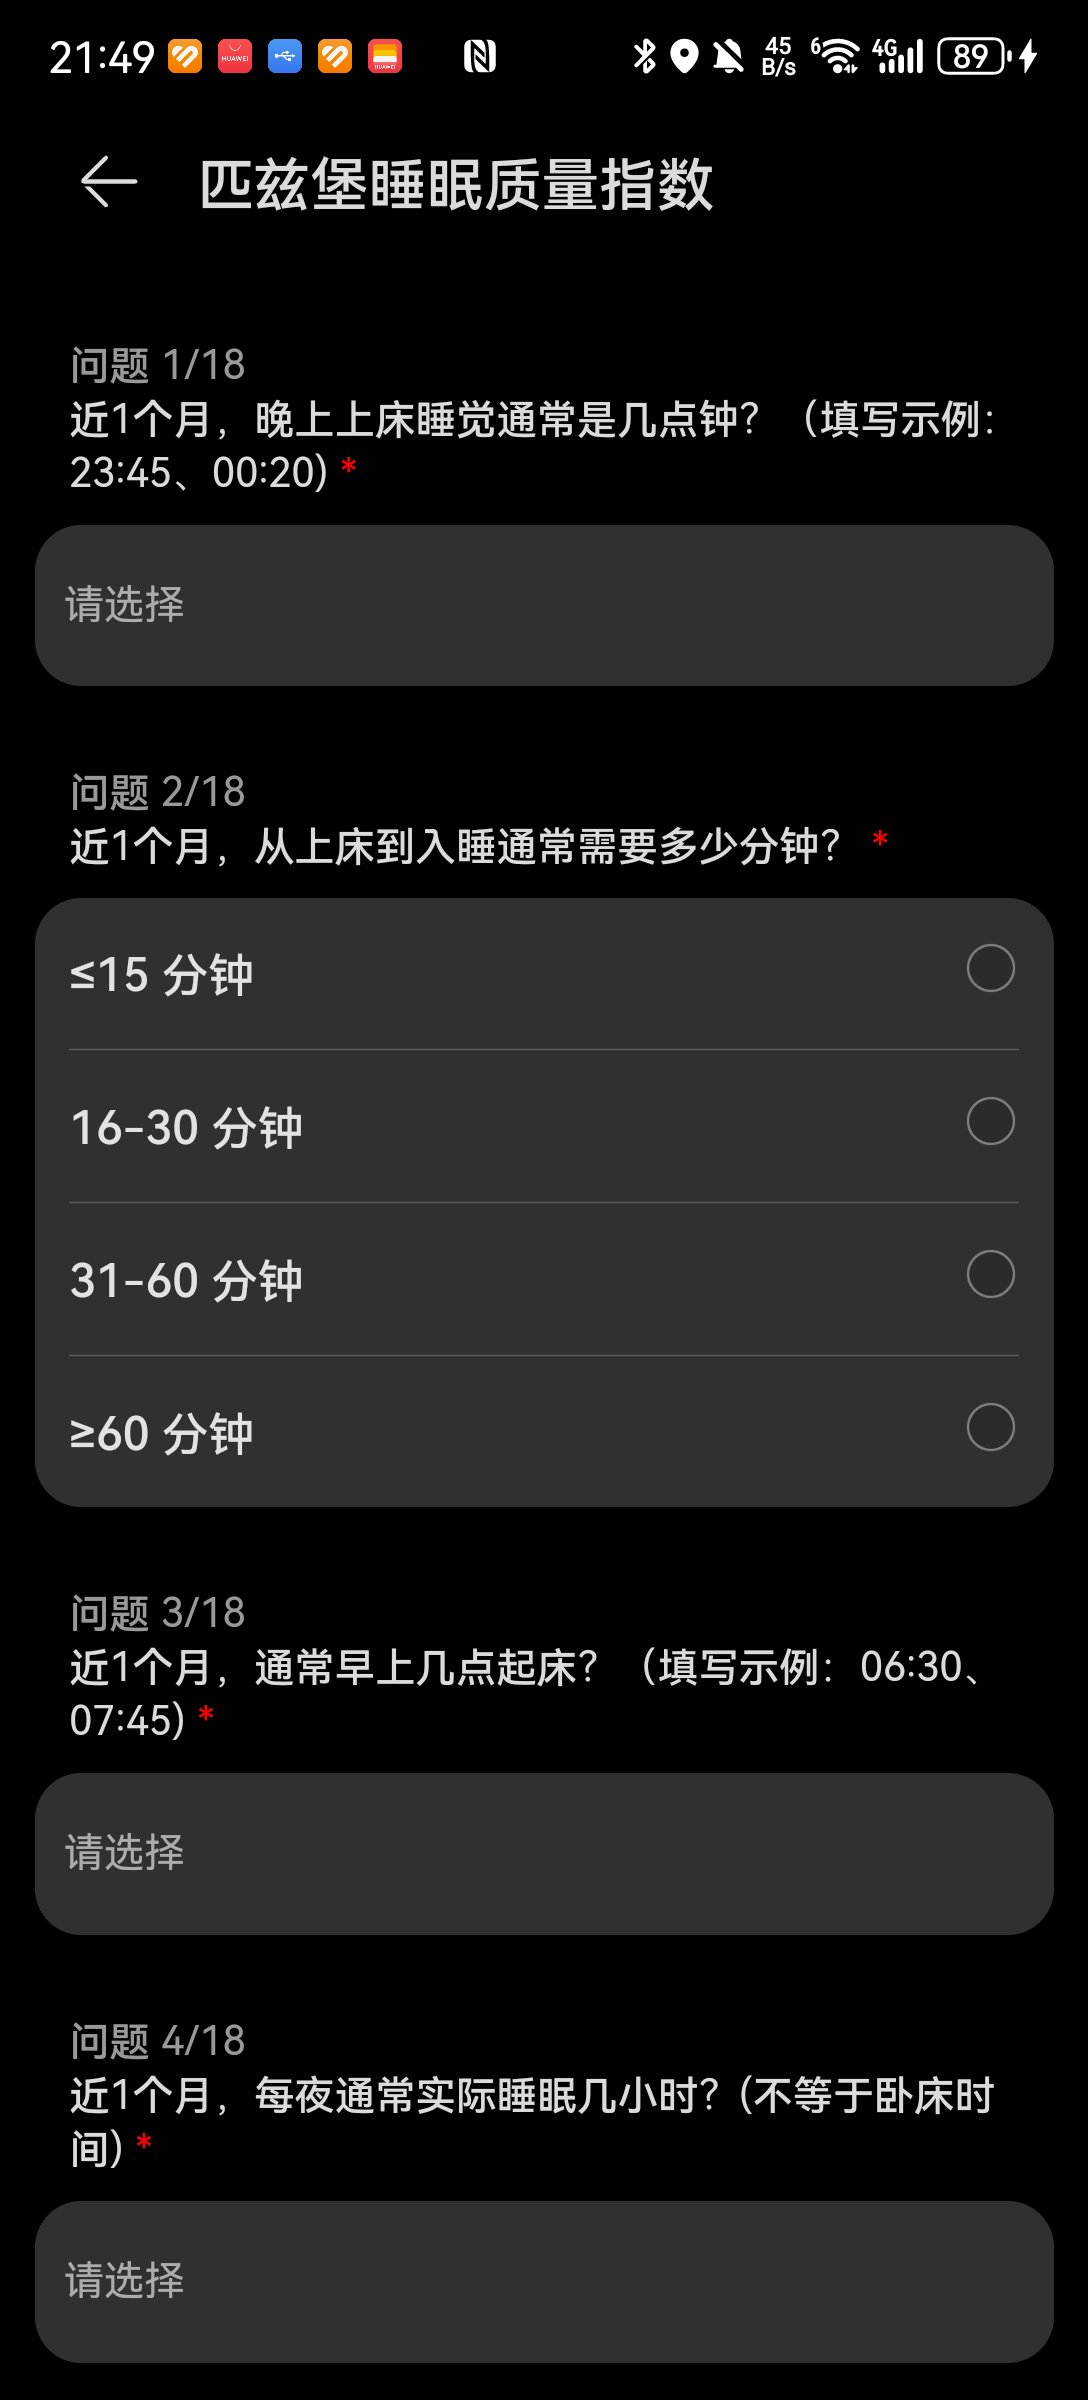 21:49 HUAWEI HUAWEI 45 B/s 6 4G 89
匹兹堡睡眠质量指数
问题 1/18
近1个月，晚上上床睡觉通常是几点钟？（填写示例：
23:45、00:20) *
请选择
问题 2/18
近1个月，从上床到入睡通常需要多少分钟？ *
≤15 分钟
16-30 分钟
31-60 分钟
≥60 分钟
问题 3/18
近1个月，通常早上几点起床？（填写示例：06:30、
07:45) *
请选择
问题 4/18
近1个月，每夜通常实际睡眠几小时？(不等于卧床时
间) *
请选择